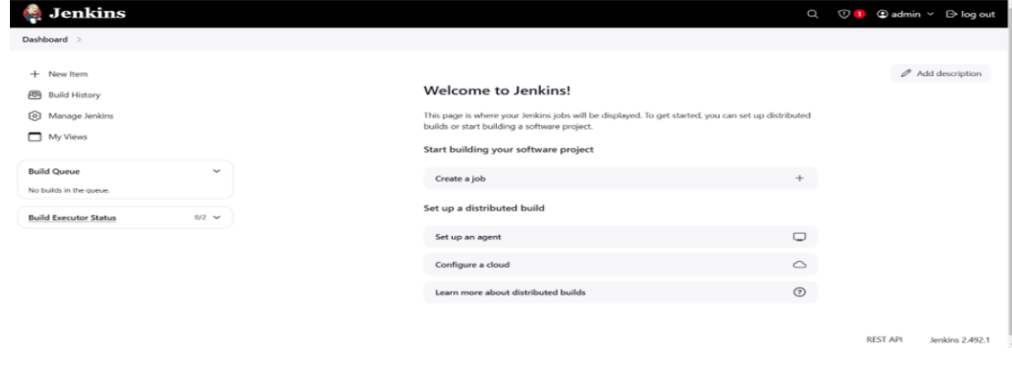 Jenkins
1
admin
log out
Dashboard
New Item
Build History
Manage Jenkins
My Views
Build Queue
No builds in the queue.
Build Executor Status
0/2
Add description
Welcome to Jenkins!
This page is where your Jenkins jobs will be displayed. To get started, you can set up distributed
builds or start building a software project.
Start building your software project
Create a job
Set up a distributed build
Set up an agent
Configure a cloud
Learn more about distributed builds
REST API
Jenkins 2.492.1